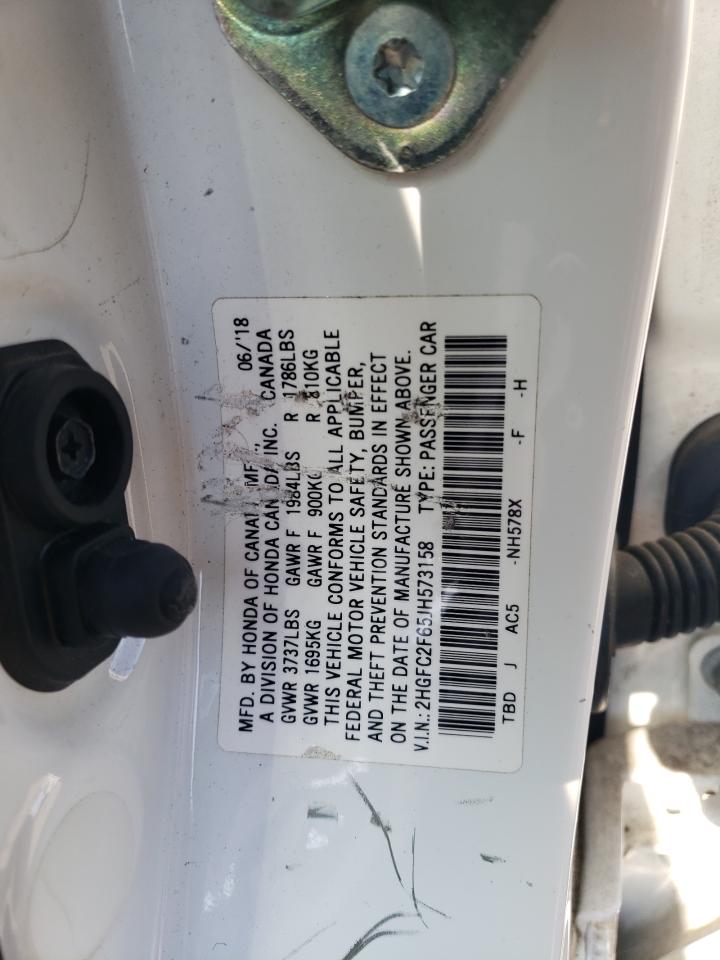 MFD. BY HONDA OF CANADA MFG., 06/'18
A DIVISION OF HONDA CANADA INC. CANADA
GVWR 3737LBS GAWR F 1984LBS R 1786LBS
GVWR 1695KG GAWR F 900KG R 810KG
THIS VEHICLE CONFORMS TO ALL APPLICABLE
FEDERAL MOTOR VEHICLE SAFETY, BUMPER,
AND THEFT PREVENTION STANDARDS IN EFFECT
ON THE DATE OF MANUFACTURE SHOWN ABOVE.
V.I.N.: 2HGFC2F65JH573158 TYPE: PASSENGER CAR
TBD J AC5 -NH578X -F -H